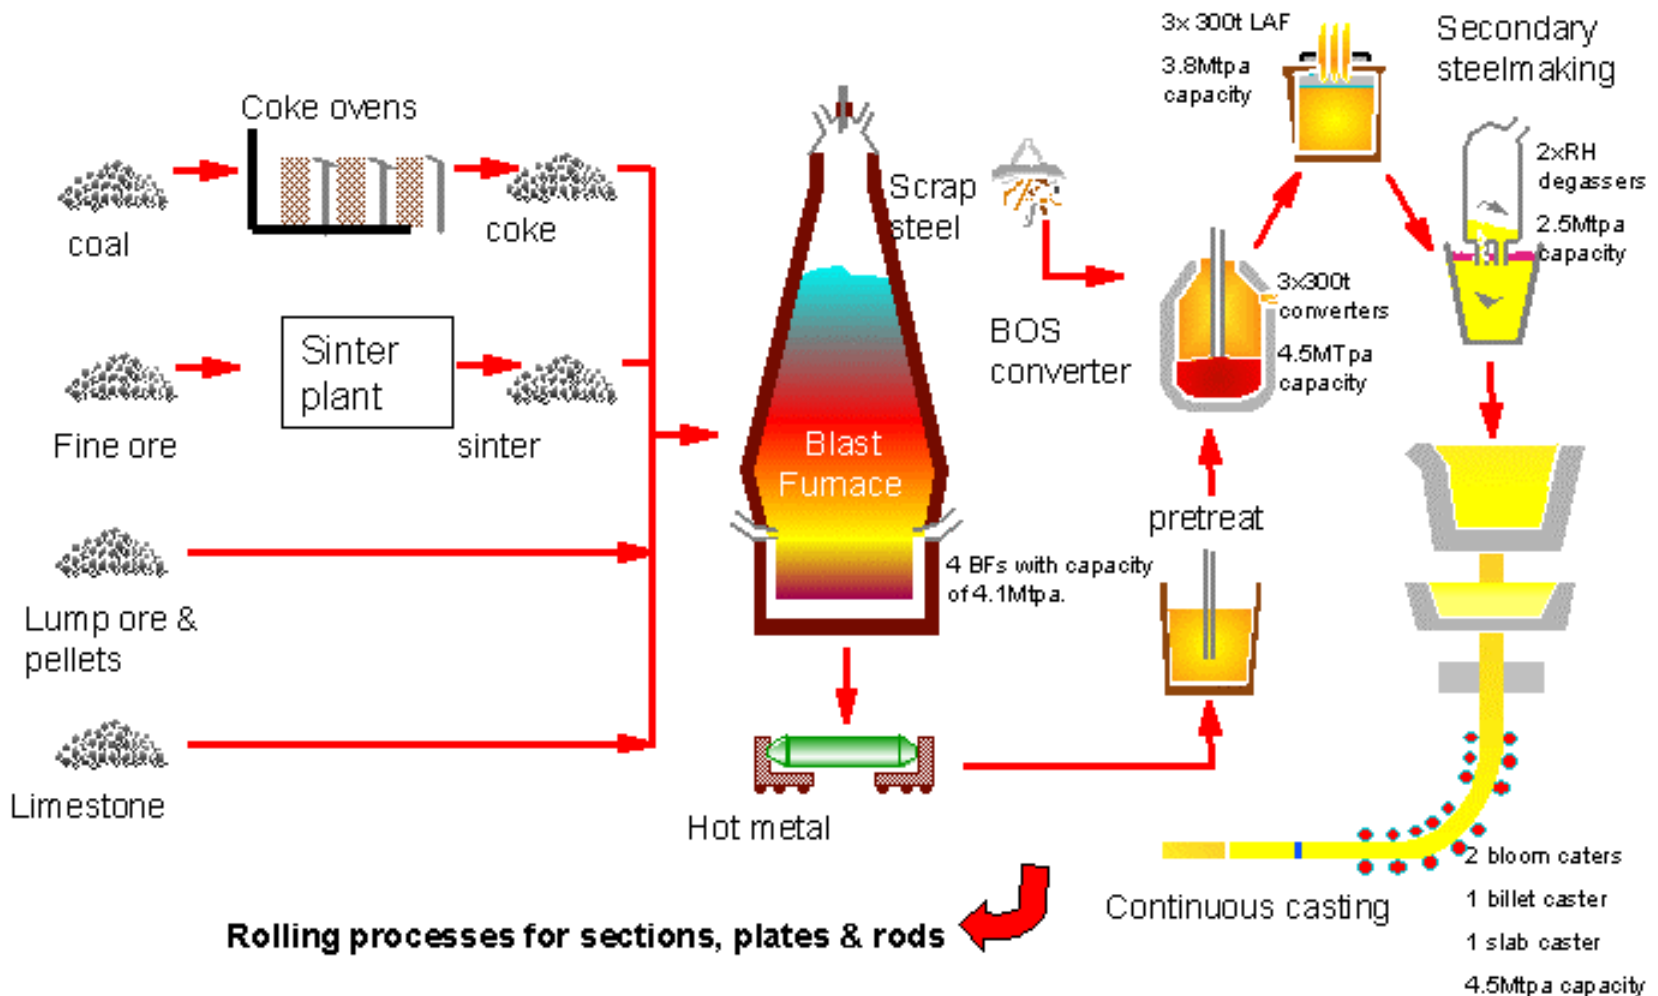 Coke ovens
coal
coke
Sinter
plant
Fine ore
sinter
Lump ore &
pellets
Limestone
Blast
Furnace
4 BFs with capacity
of 4.1Mtpa.
Hot metal
Scrap
steel
BOS
converter
pretreat
3x300t
converters
4.5MTpa
capacity
3x 300t LAF
3.8Mtpa
capacity
Secondary
steelmaking
2xRH
degassers
2.5Mtpa
capacity
Continuous casting
2 bloom caters
1 billet caster
1 slab caster
4.5Mtpa capacity
Rolling processes for sections, plates & rods